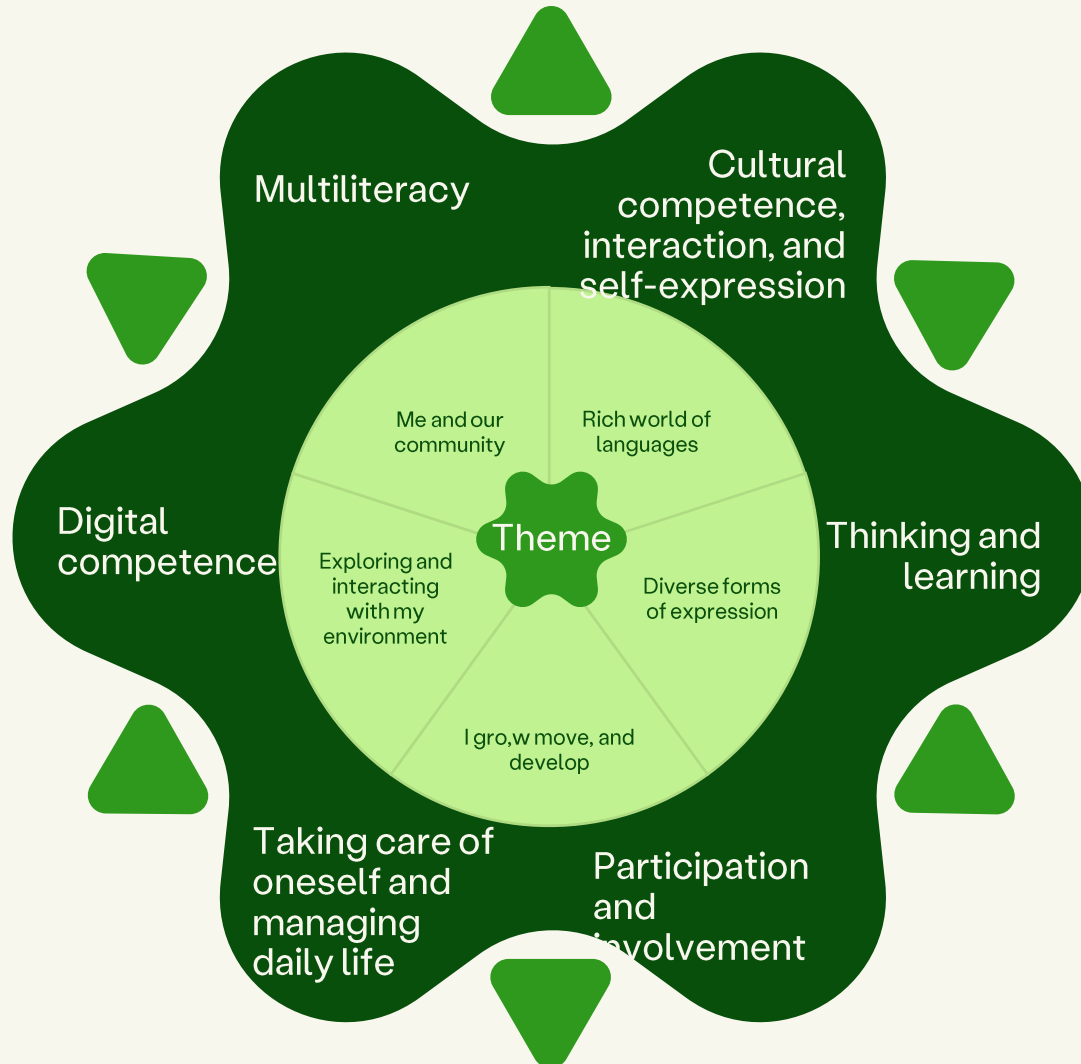 Multiliteracy
Cultural
competence,
interaction, and
self-expression
Me and our
community
Rich world of
languages
Digital
competence
Theme
Thinking and
learning
Exploring and
interacting
with my
environment
Diverse forms
of expression
I gro,w move, and
develop
Taking care of
oneself and
managing
daily life
Participation
and
involvement